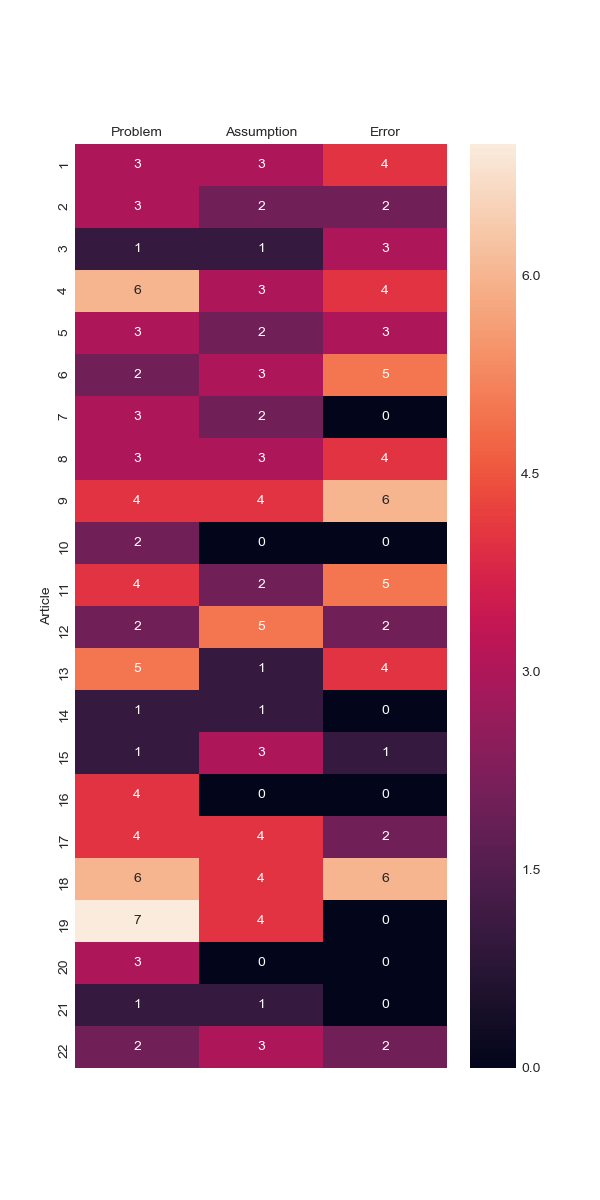 Problem Assumption Error
1 3 3 4
2 3 2 2
3 1 1 3
4 6 3 4
5 3 2 3
6 2 3 5
7 3 2 0
8 3 3 4
9 4 4 6
10 2 0 0
11 4 2 5
Article
12 2 5 2
13 5 1 4
14 1 1 0
15 1 3 1
16 4 0 0
17 4 4 2
18 6 4 6
19 7 4 0
20 3 0 0
21 1 1 0
22 2 3 2
6.0
4.5
3.0
1.5
0.0